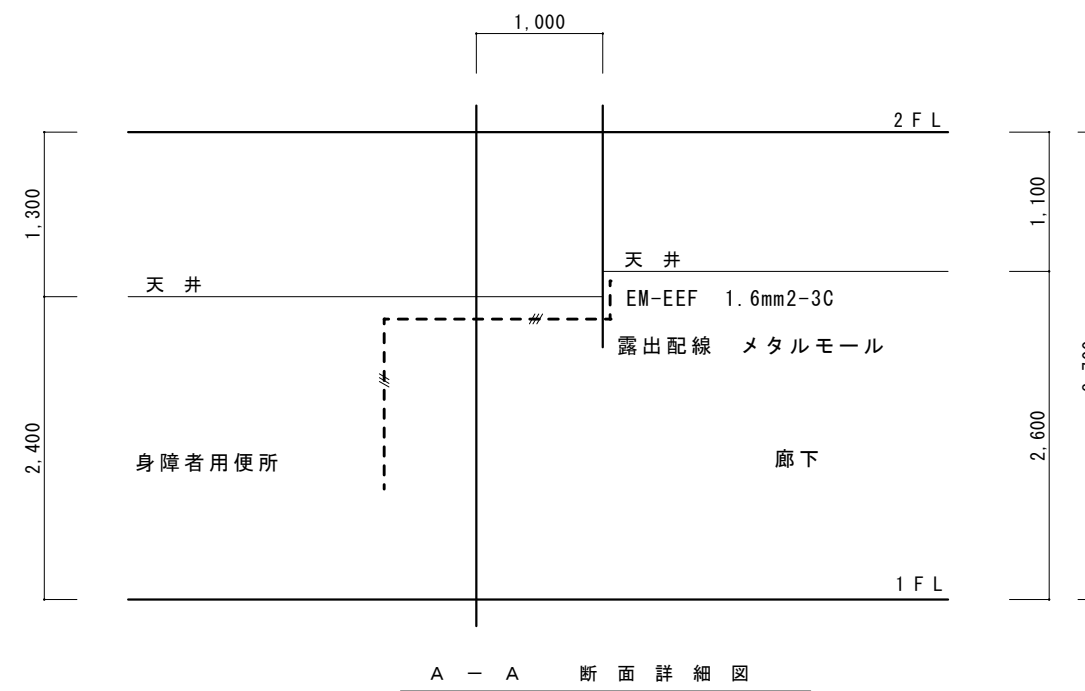 1,000
2FL
1,300
1,100
天井
天井
EM-EEF 1.6mm2-3C
露出配線 メタルモール
2,400
2,600
身障者用便所
廊下
1FL
A－A 断面詳細図